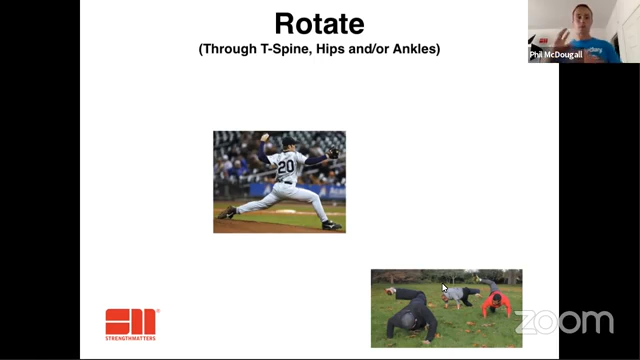 Rotate
(Through T-Spine, Hips and/or Ankles)
Phil McDougall
20
STRENGTHMATTERS
zoom